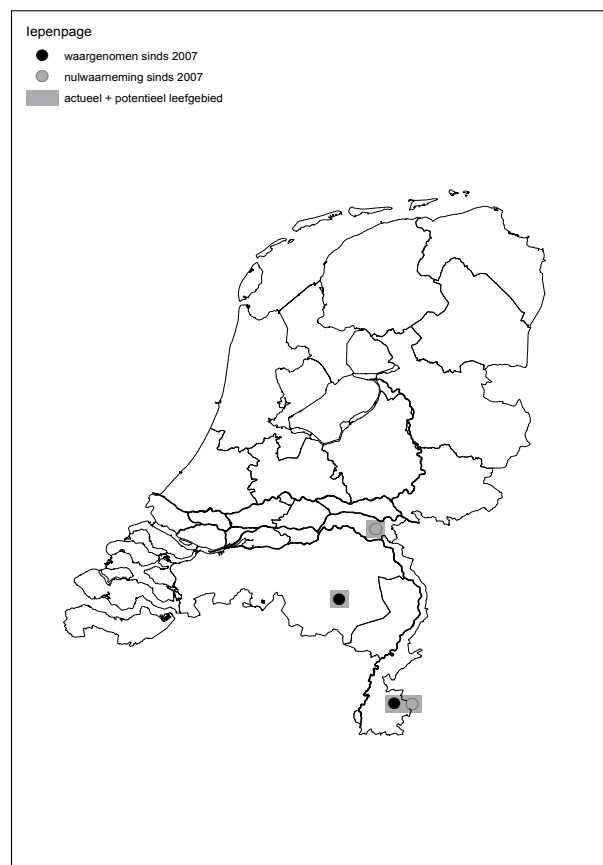 Iepenpage
waargenomen sinds 2007
nulwaarneming sinds 2007
actueel + potentieel leefgebied